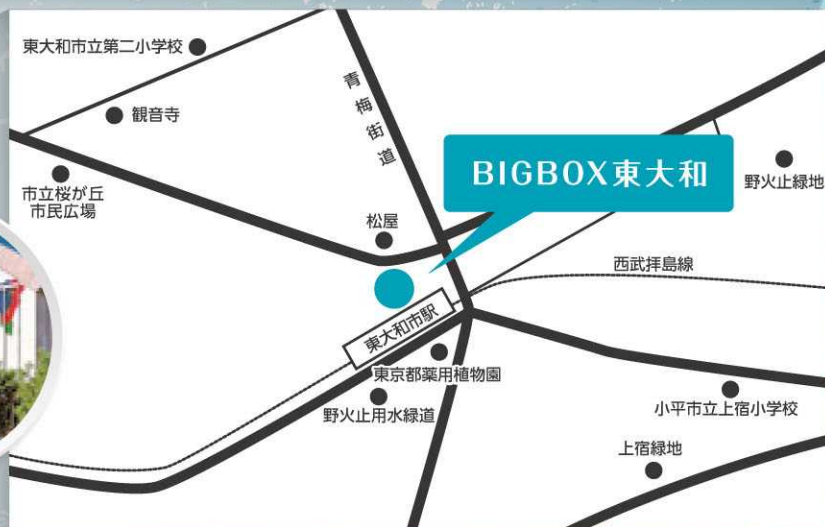 東大和市立第二小学校
観音寺
青梅街道
市立桜が丘
市民広場
BIGBOX東大和
野火止緑地
松屋
西武拝島線
東大和市駅
東京都薬用植物園
野火止用水緑道
小平市立上宿小学校
上宿緑地